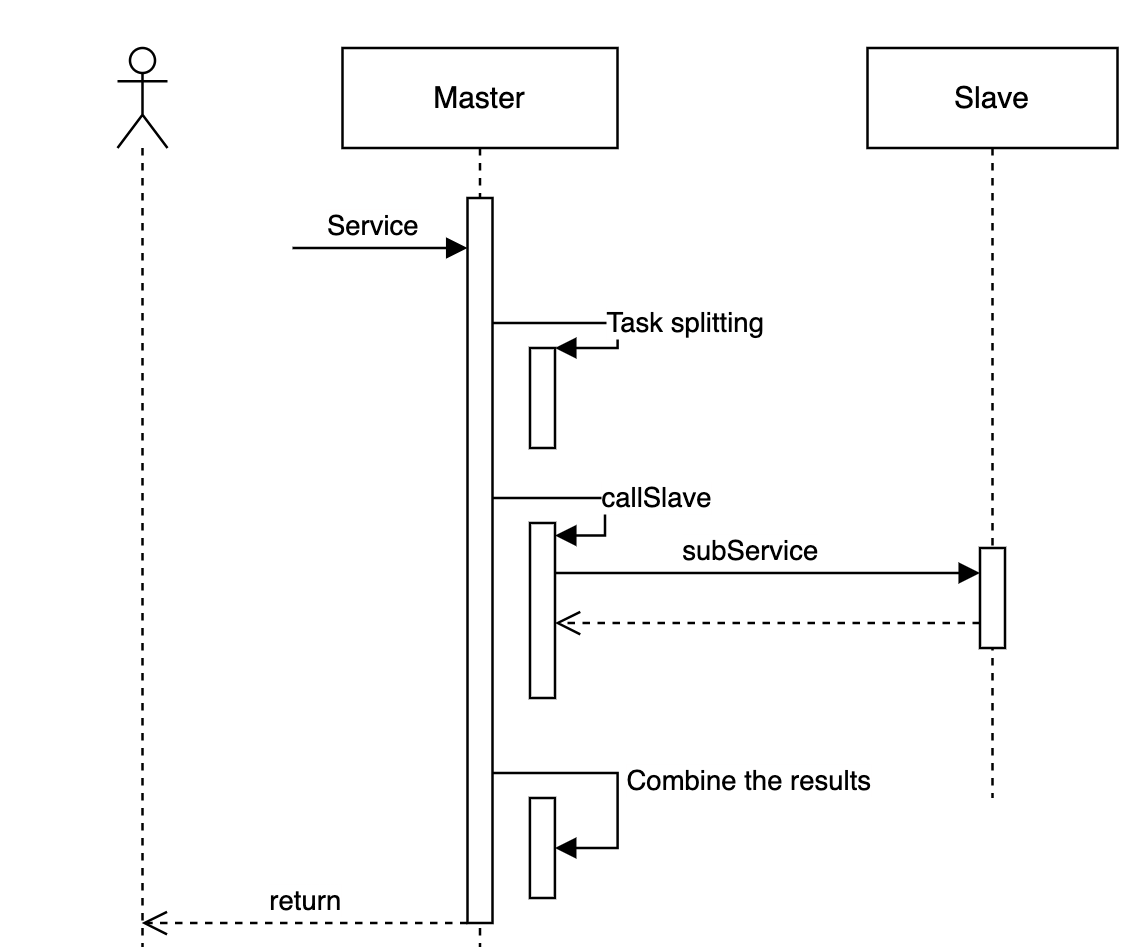 Master
Slave
Service
Task splitting
callSlave
subService
Combine the results
return